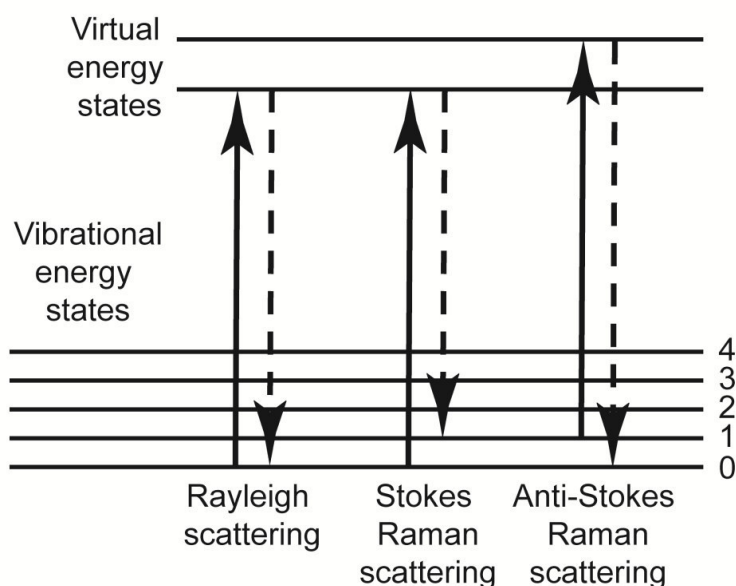 Virtual
energy
states
Vibrational
energy
states
4
3
2
1
0
Rayleigh
scattering
Stokes
Raman
scattering
Anti-Stokes
Raman
scattering